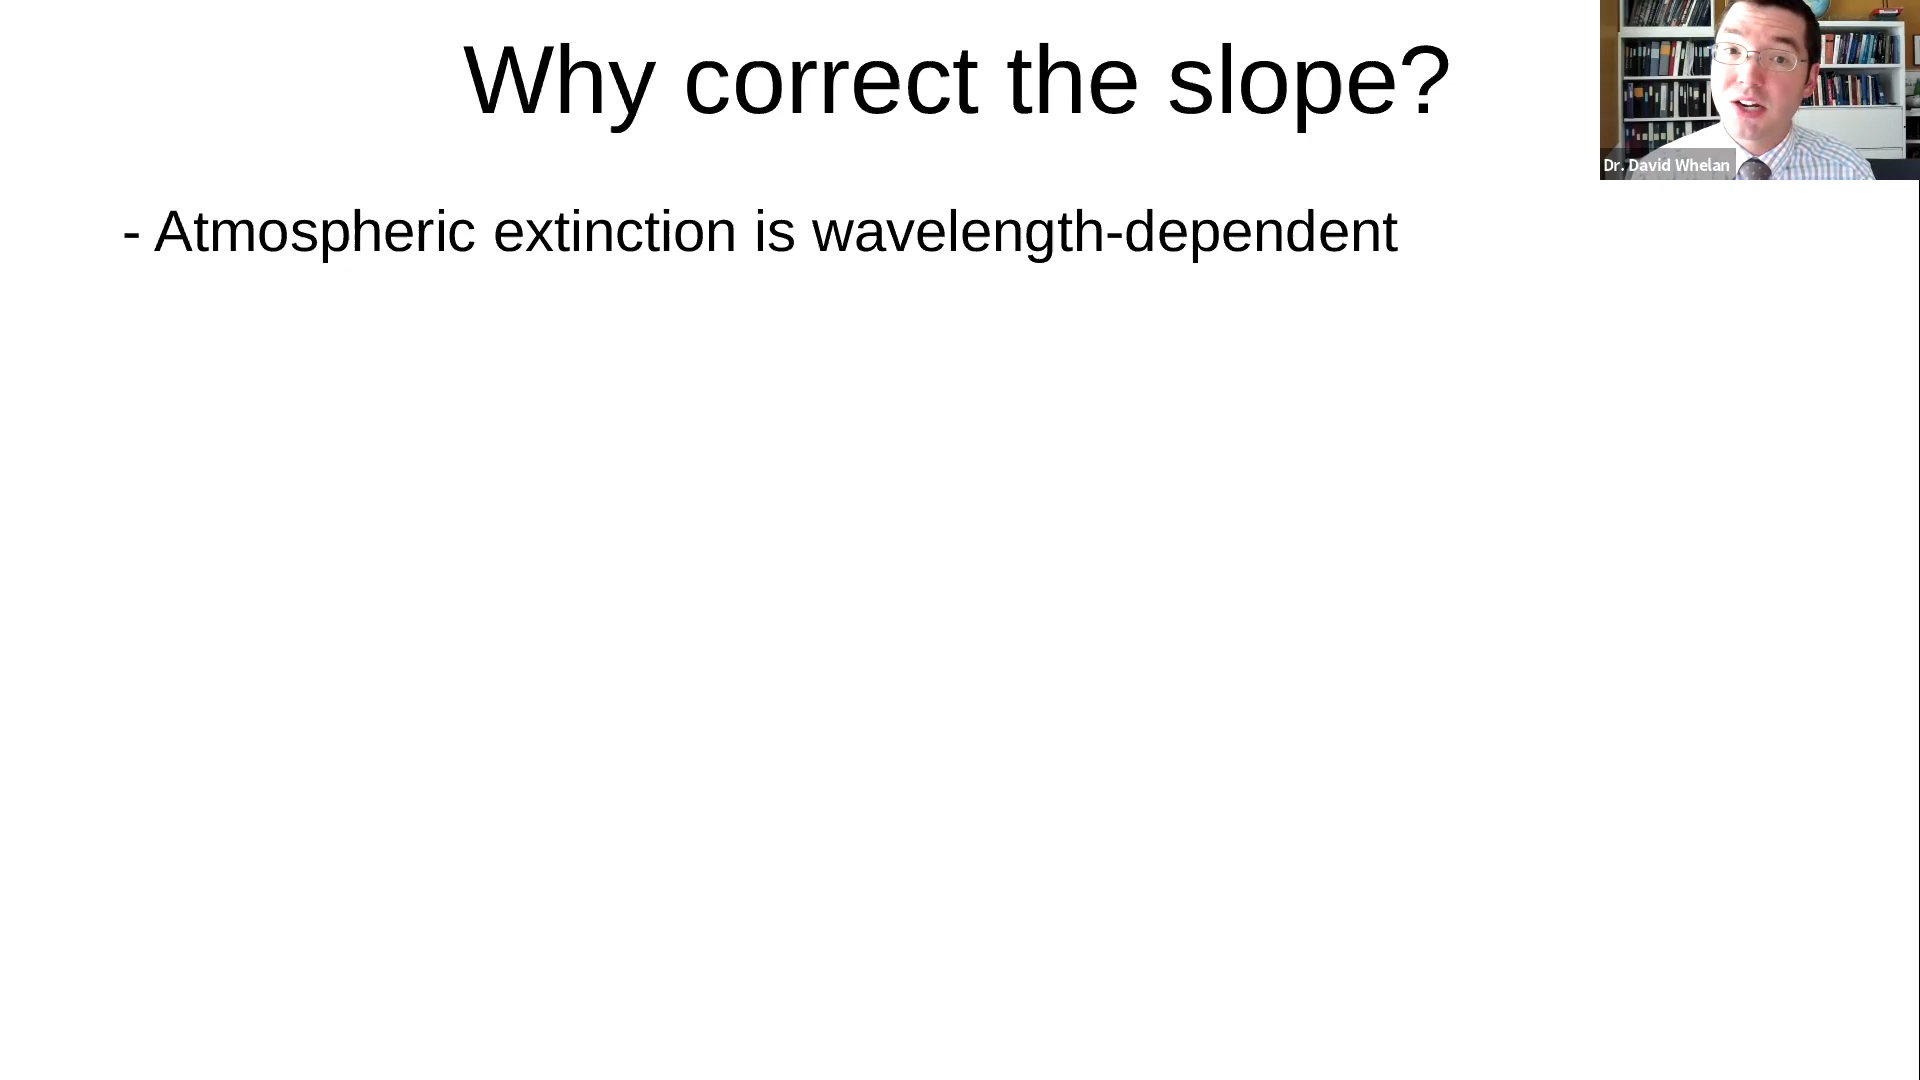 Why correct the slope?
Dr. David Whelan
- Atmospheric extinction is wavelength-dependent